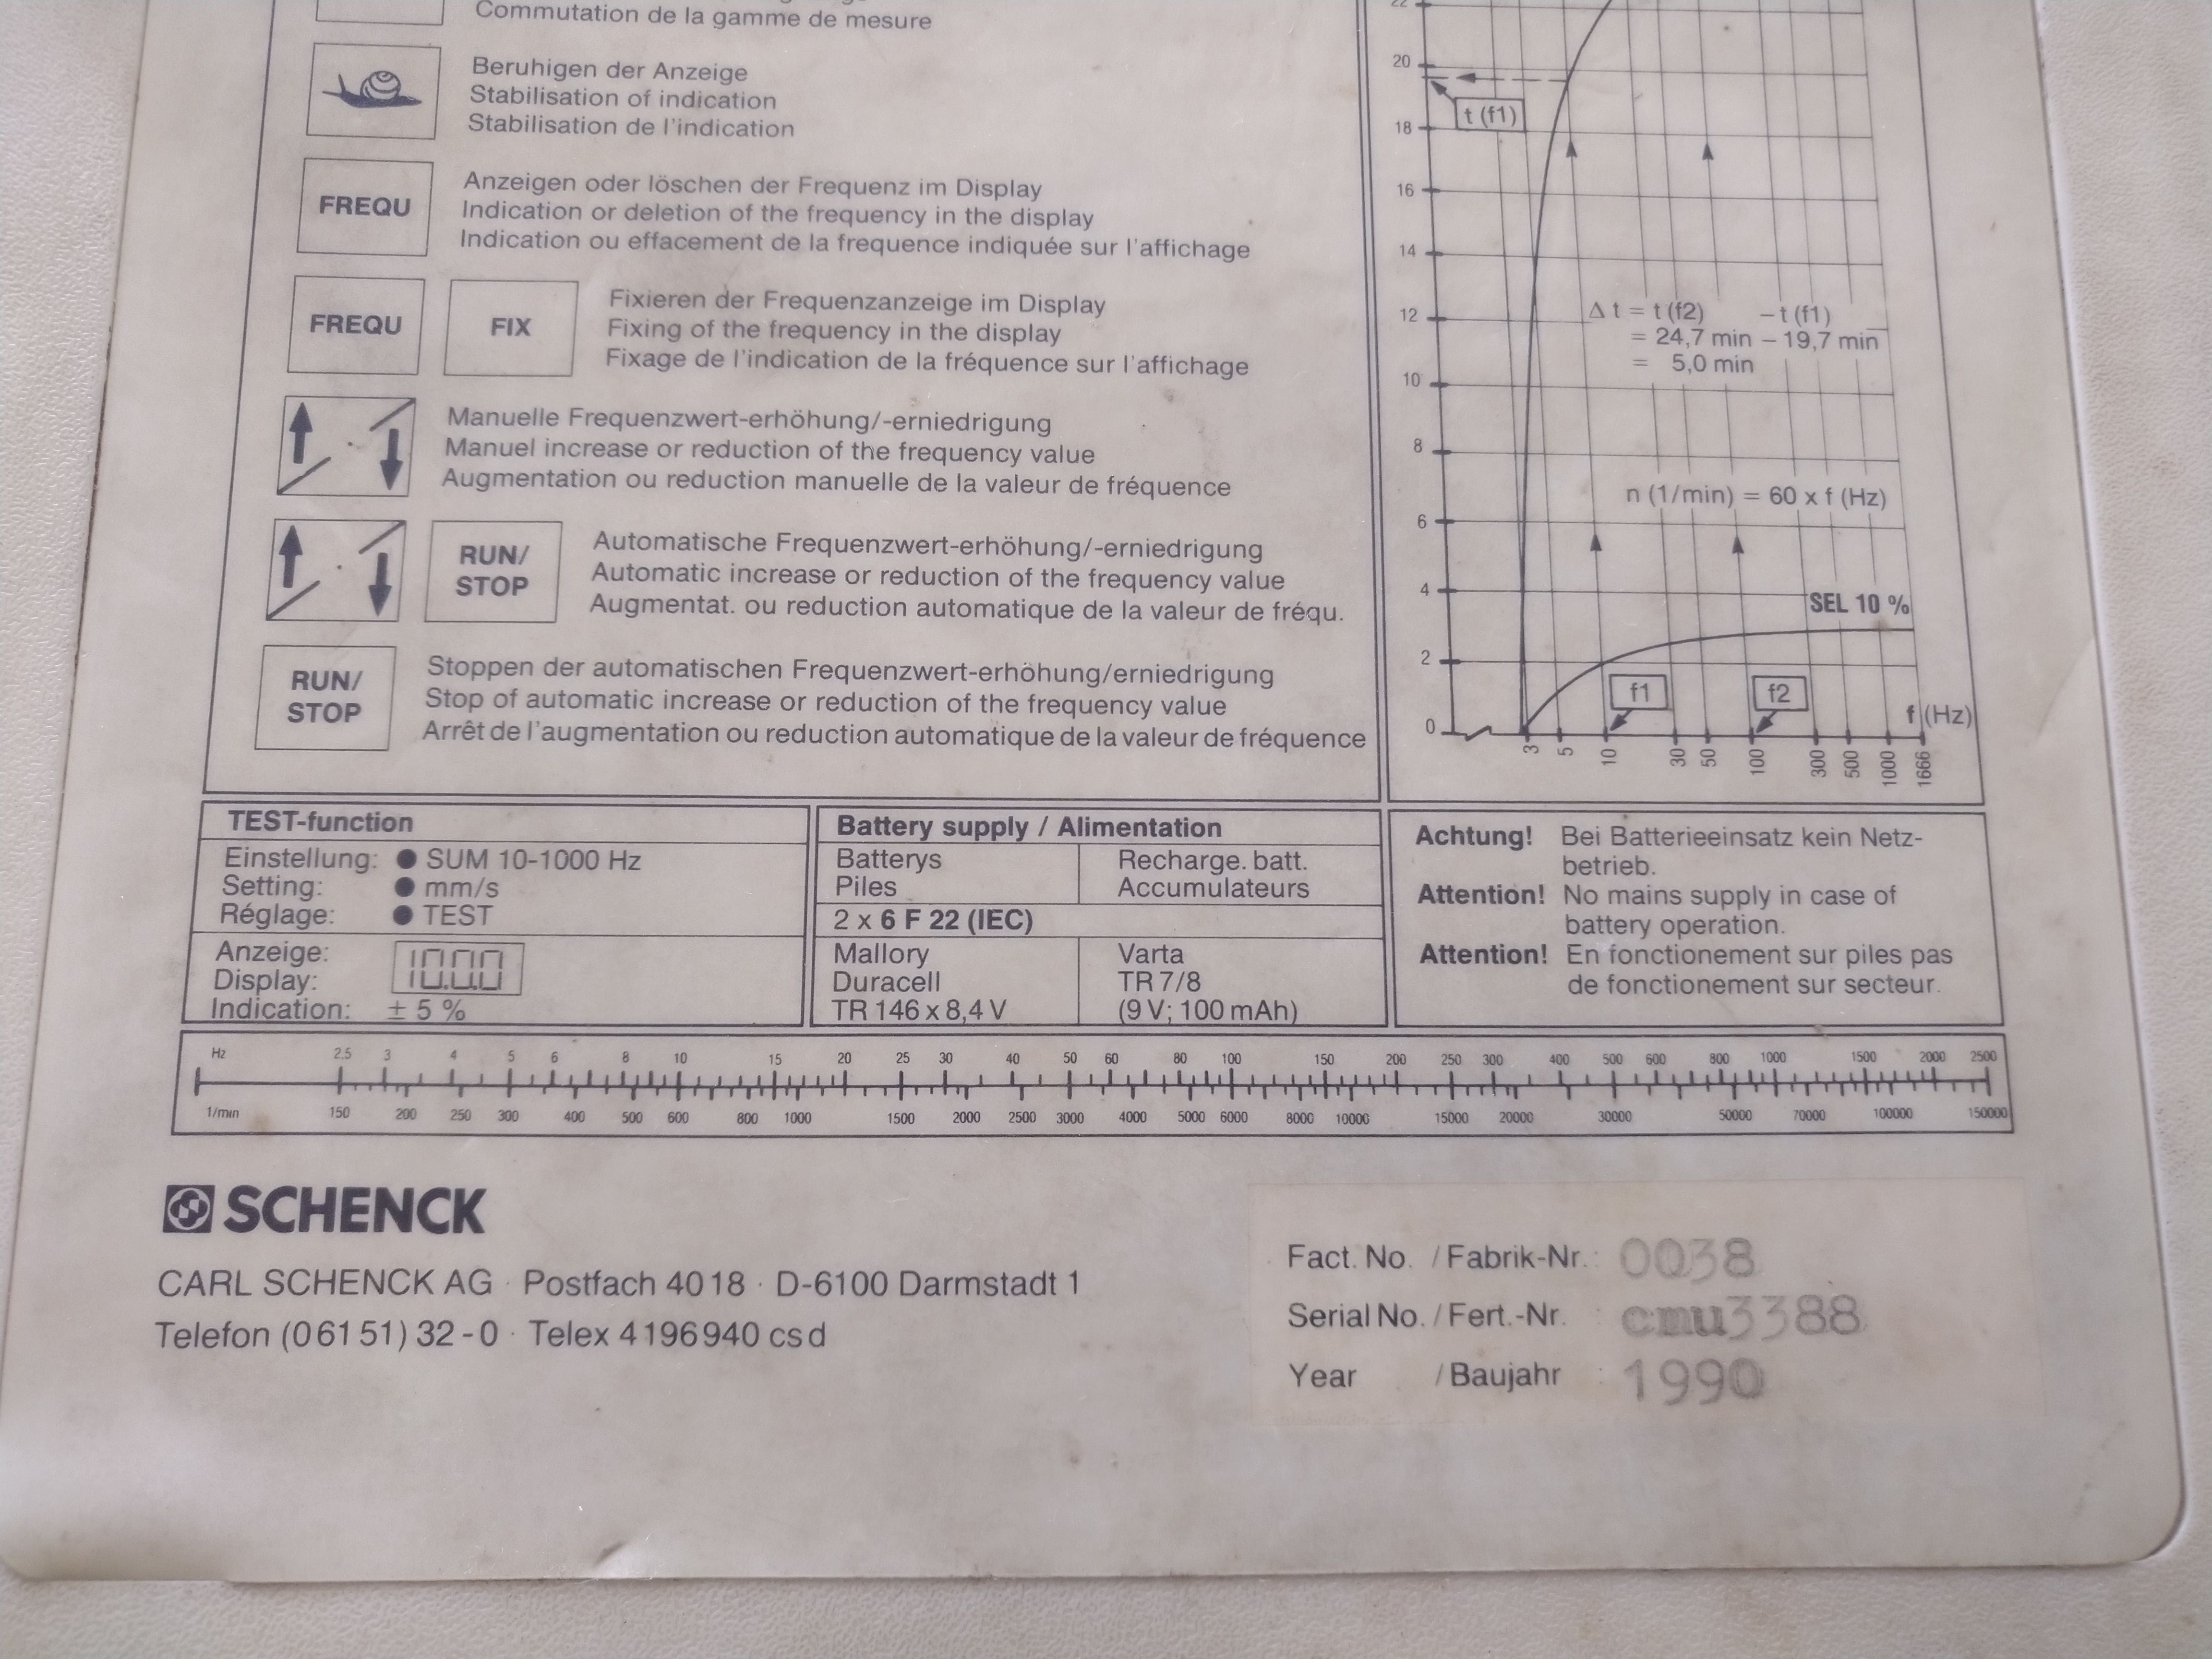 Commutation de la gamme de mesure
Beruhigen der Anzeige
Stabilisation of indication
Stabilisation de l'indication
FREQU
Anzeigen oder löschen der Frequenz im Display
Indication or deletion of the frequency in the display
Indication ou effacement de la frequence indiquée sur l'affichage
FREQU
FIX
Fixieren der Frequenzanzeige im Display
Fixing of the frequency in the display
Fixage de l'indication de la fréquence sur l'affichage
Manuelle Frequenzwert-erhöhung/-erniedrigung
Manuel increase or reduction of the frequency value
Augmentation ou reduction manuelle de la valeur de fréquence
RUN/
STOP
Automatische Frequenzwert-erhöhung/-erniedrigung
Automatic increase or reduction of the frequency value
Augmentat. ou reduction automatique de la valeur de fréqu.
RUN/
STOP
Stoppen der automatischen Frequenzwert-erhöhung/erniedrigung
Stop of automatic increase or reduction of the frequency value
Arrêt de l'augmentation ou reduction automatique de la valeur de fréquence
22
20
t (f1)
18
16
14
12
Δ t = t (f2) – t (f1)
= 24,7 min – 19,7 min
= 5,0 min
10
8
n (1/min) = 60 x f (Hz)
6
4
SEL 10 %
2
f1
f2
f (Hz)
0
3 5 10 30 50 100 300 500 1000 1666
TEST-function
Einstellung: ● SUM 10-1000 Hz
Setting: ● mm/s
Réglage: ● TEST
Anzeige:
Display:
10.0.0
Indication: ± 5 %
Battery supply / Alimentation
Batterys
Piles
Recharge. batt.
Accumulateurs
2 x 6 F 22 (IEC)
Mallory
Duracell
TR 146 x 8,4 V
Varta
TR 7/8
(9 V; 100 mAh)
Achtung! Bei Batterieeinsatz kein Netz-
betrieb.
Attention! No mains supply in case of
battery operation.
Attention! En fonctionement sur piles pas
de fonctionement sur secteur.
Hz 2.5 3 4 5 6 8 10 15 20 25 30 40 50 60 80 100 150 200 250 300 400 500 600 800 1000 1500 2000 2500
1/min 150 200 250 300 400 500 600 800 1000 1500 2000 2500 3000 4000 5000 6000 8000 10000 15000 20000 30000 50000 70000 100000 150000
SCHENCK
CARL SCHENCK AG · Postfach 40 18 · D-6100 Darmstadt 1
Telefon (0 61 51) 32 - 0 · Telex 4 196 940 csd
Fact. No. / Fabrik-Nr. : 0038
Serial No. / Fert.-Nr. : cmu3388
Year / Baujahr : 1990